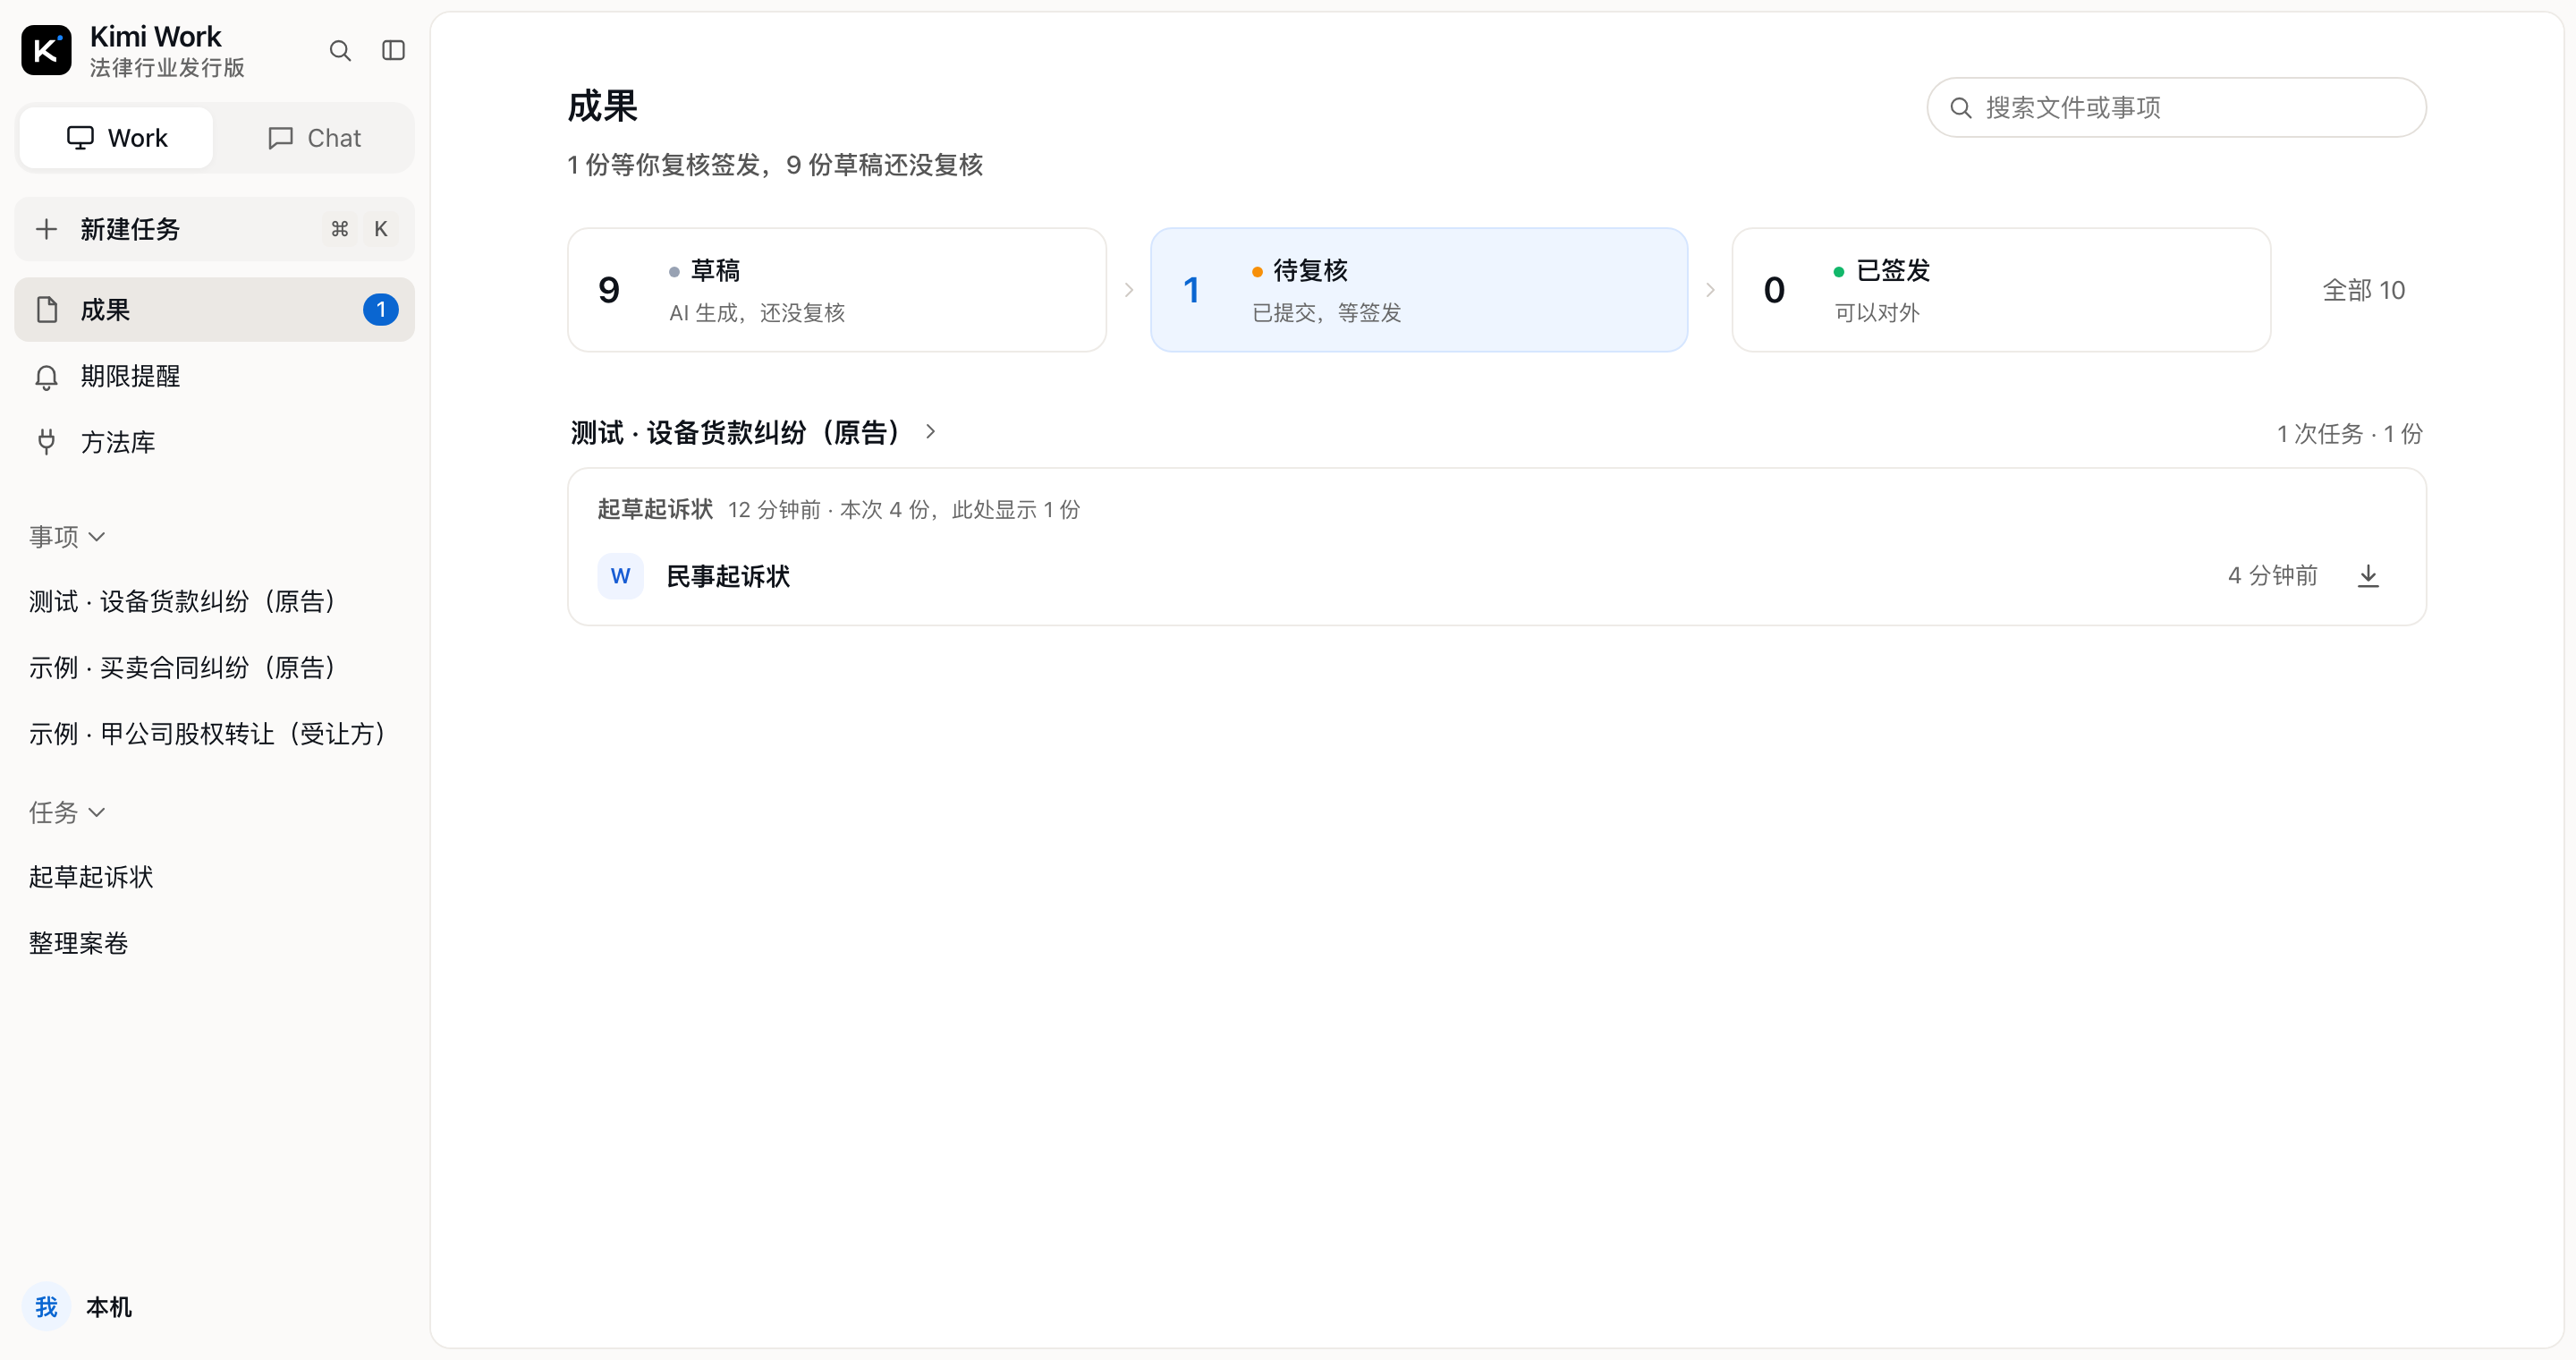 Kimi Work
法律行业发行版
Work
Chat
新建任务
⌘ K
成果
1
期限提醒
方法库
事项
测试 · 设备货款纠纷（原告）
示例 · 买卖合同纠纷（原告）
示例 · 甲公司股权转让（受让方）
任务
起草起诉状
整理案卷
我
本机
成果
搜索文件或事项
1 份等你复核签发，9 份草稿还没复核
9
草稿
AI 生成，还没复核
1
待复核
已提交，等签发
0
已签发
可以对外
全部 10
测试 · 设备货款纠纷（原告）
1 次任务 · 1 份
起草起诉状 12 分钟前 · 本次 4 份，此处显示 1 份
W
民事起诉状
4 分钟前